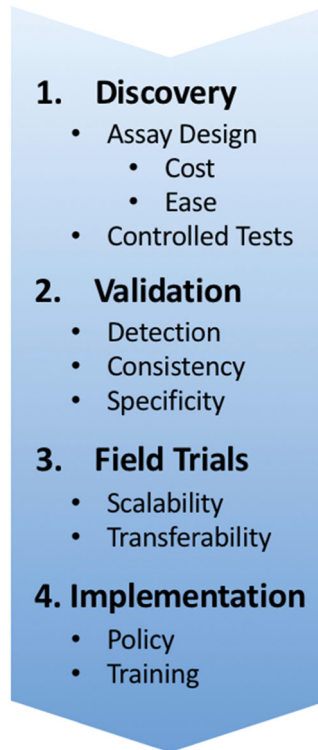 1. Discovery
• Assay Design
• Cost
• Ease
• Controlled Tests
2. Validation
• Detection
• Consistency
• Specificity
3. Field Trials
• Scalability
• Transferability
4. Implementation
• Policy
• Training